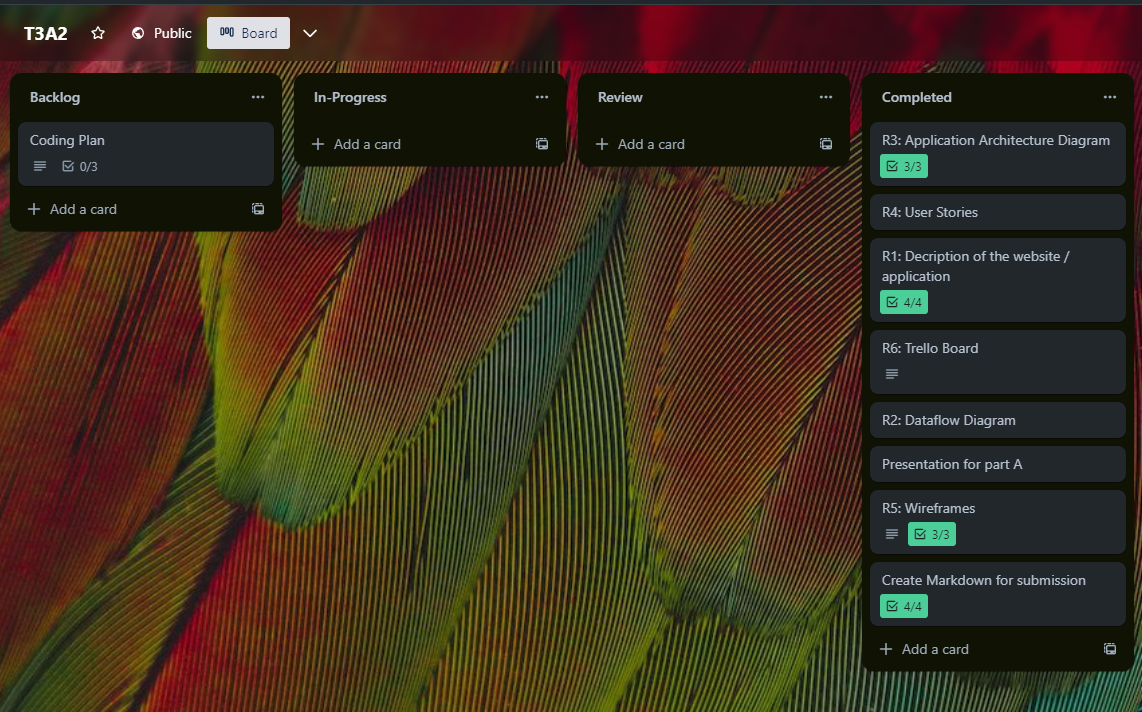 T3A2
Public
Board
Backlog
Coding Plan
0/3
Add a card
In-Progress
Add a card
Review
Add a card
Completed
R3: Application Architecture Diagram
3/3
R4: User Stories
R1: Decription of the website /
application
4/4
R6: Trello Board
R2: Dataflow Diagram
Presentation for part A
R5: Wireframes
3/3
Create Markdown for submission
4/4
Add a card